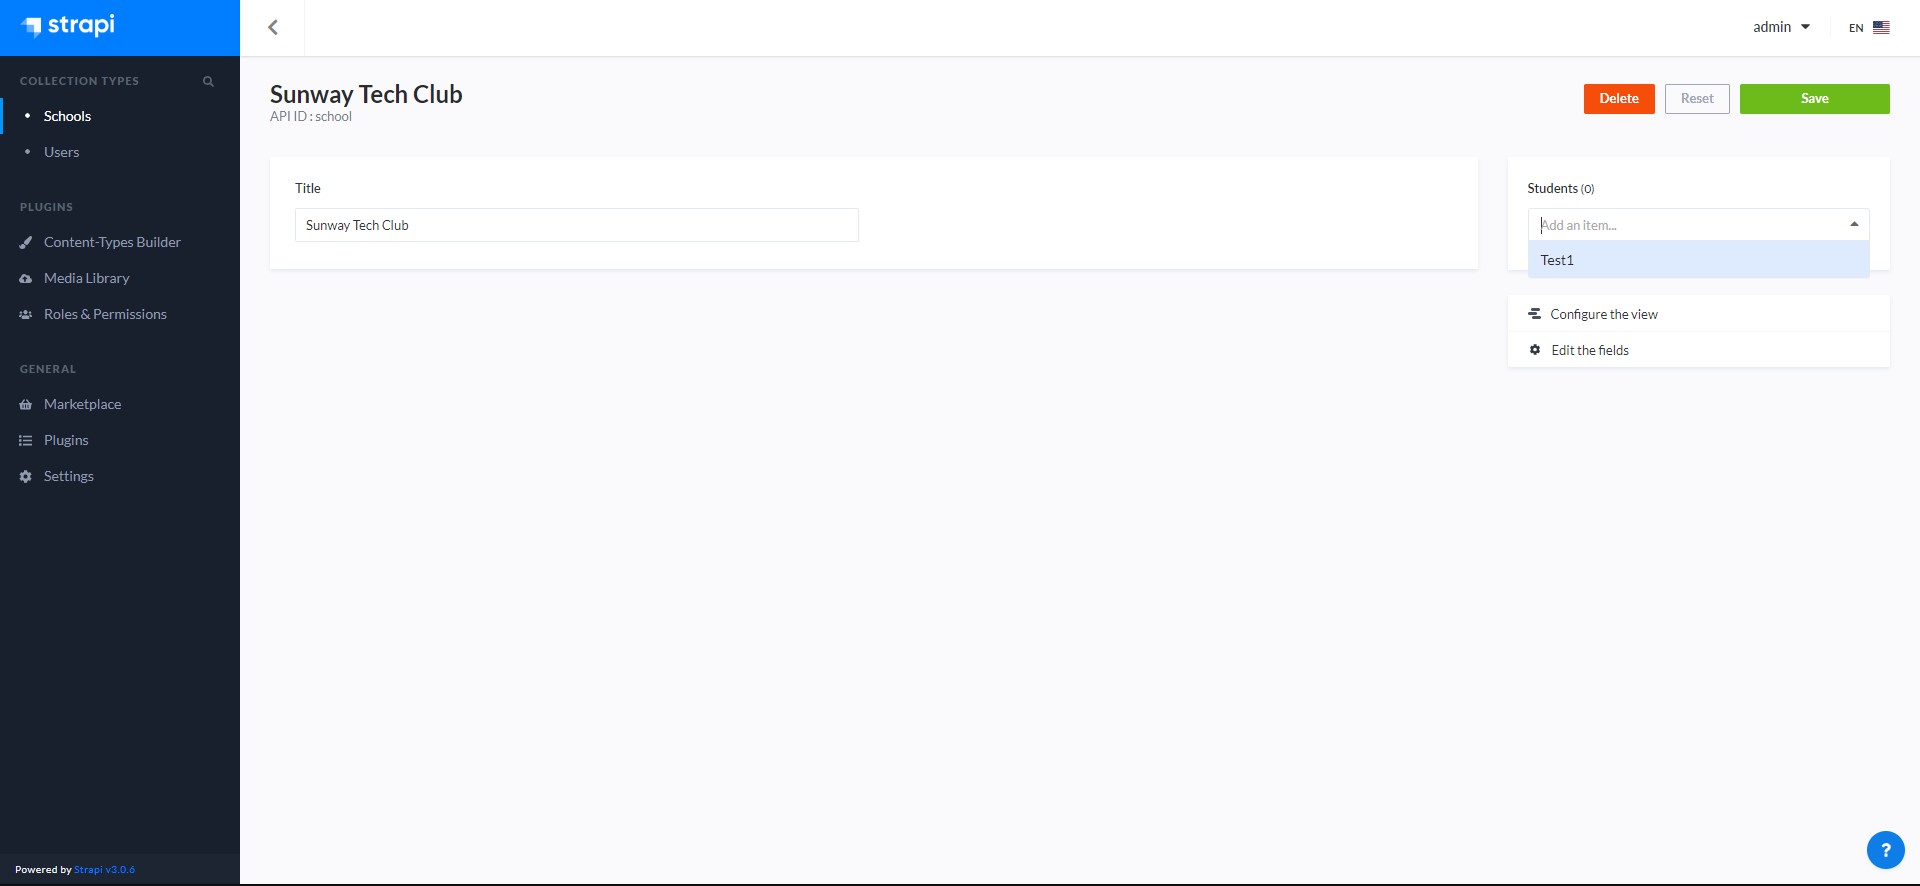 strapi
admin
EN
COLLECTION TYPES
Schools
Users
PLUGINS
Content-Types Builder
Media Library
Roles & Permissions
GENERAL
Marketplace
Plugins
Settings
Powered by Strapi v3.0.6
Sunway Tech Club
API ID : school
Delete
Reset
Save
Title
Sunway Tech Club
Students (0)
Add an item...
Test1
Configure the view
Edit the fields
?